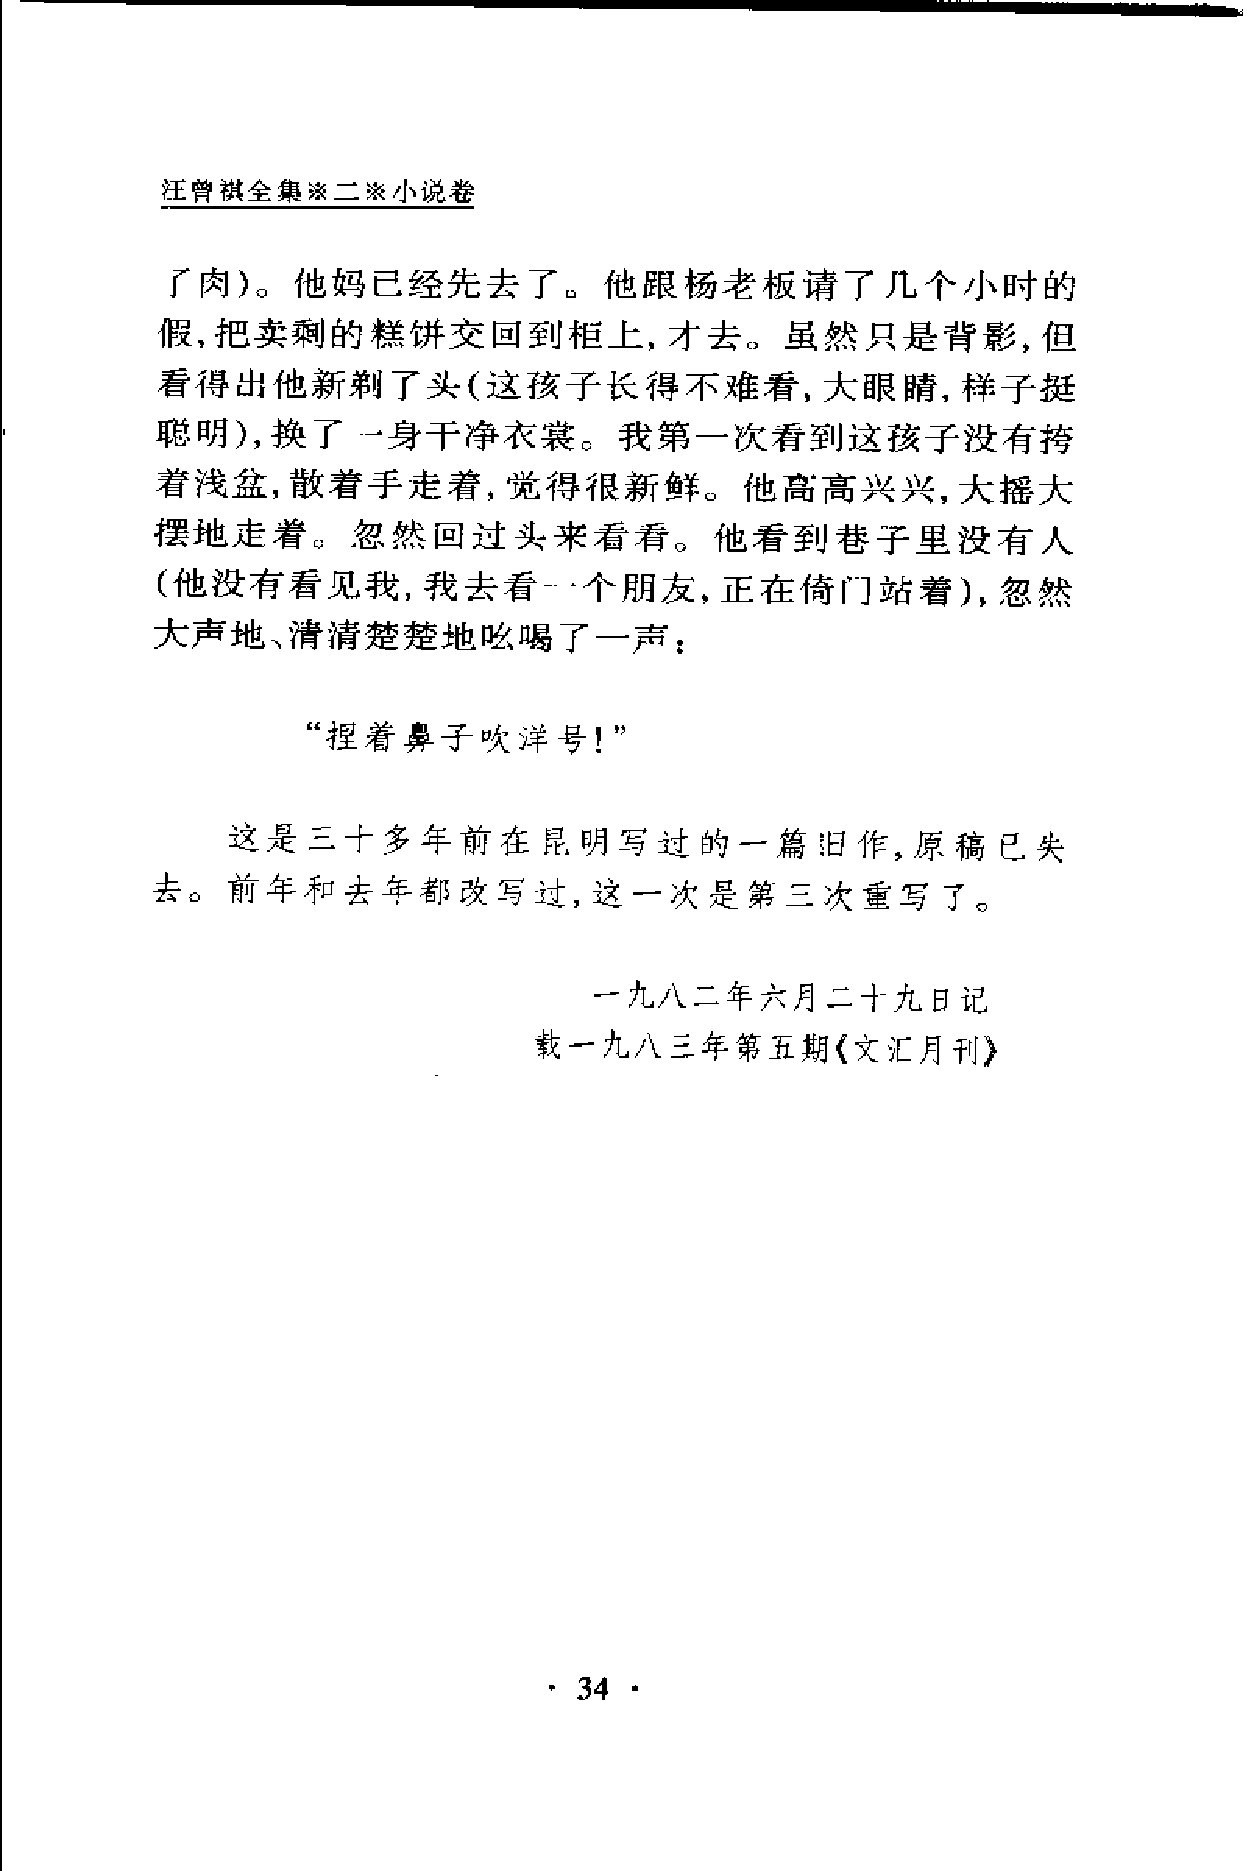 汪曾祺全集※二※小说卷
了肉)。他妈已经先去了。他跟杨老板请了几个小时的
假,把卖剩的糕饼交回到柜上,才去。虽然只是背影,但
看得出他新剃了头(这孩子长得不难看,大眼睛,样子挺
聪明),换了一身干净衣裳。我第一次看到这孩子没有挎
着浅盆,散着手走着,觉得很新鲜。他高高兴兴,大摇大
摆地走着。忽然回过头来看看。他看到巷子里没有人
(他没有看见我,我去看一个朋友,正在倚门站着),忽然
大声地、清清楚楚地吆喝了一声:
“捏着鼻子吹洋号!”
这是三十多年前在昆明写过的一篇旧作,原稿已失
去。前年和去年都改写过,这一次是第三次重写了。
一九八二年六月二十九日记
载一九八三年第五期《文汇月刊》
· 34 ·